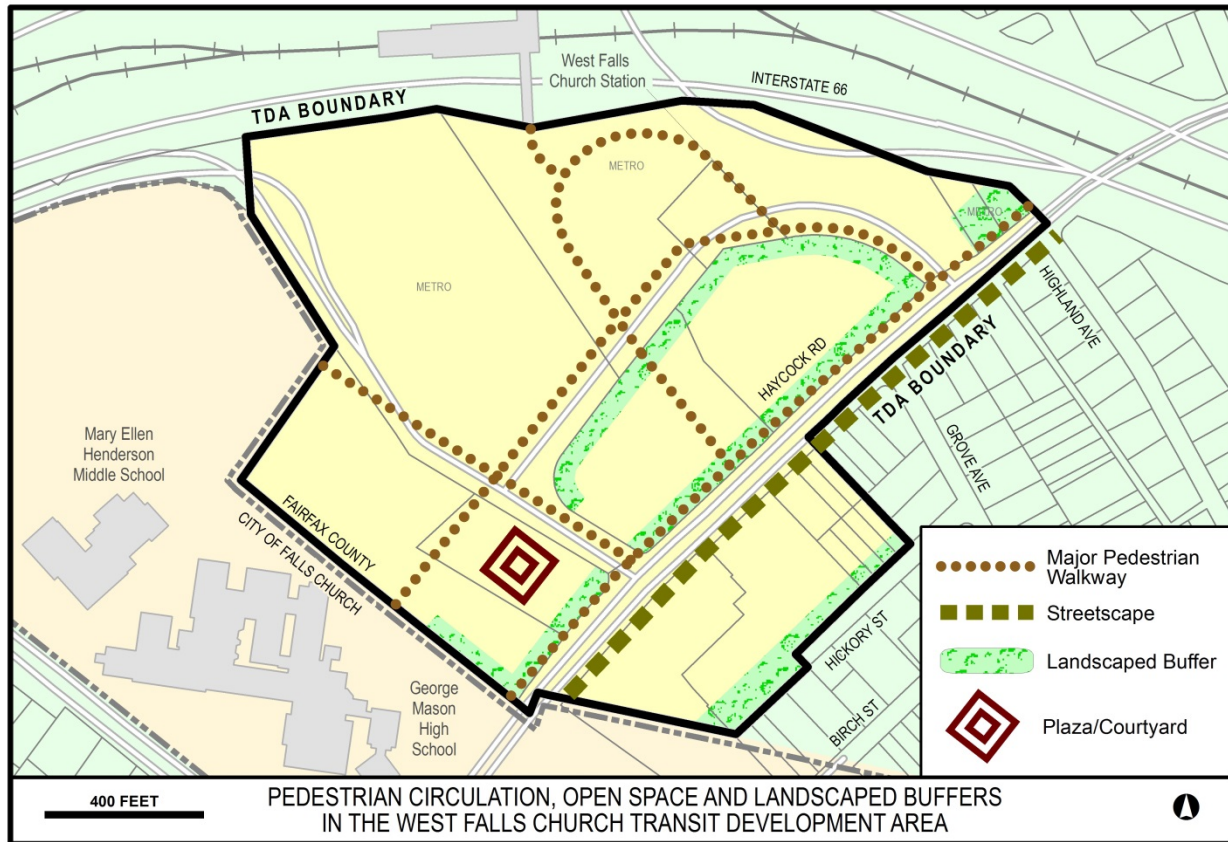 West Falls
Church Station
INTERSTATE 66
TDA BOUNDARY
METRO
METRO
METRO
HIGHLAND AVE
METRO
HAYCOCK RD
TDA BOUNDARY
GROVE AVE
Mary Ellen
Henderson
Middle School
FAIRFAX COUNTY
CITY OF FALLS CHURCH
HICKORY ST
BIRCH ST
George
Mason
High
School
Major Pedestrian
Walkway
Streetscape
Landscaped Buffer
Plaza/Courtyard
400 FEET
PEDESTRIAN CIRCULATION, OPEN SPACE AND LANDSCAPED BUFFERS
IN THE WEST FALLS CHURCH TRANSIT DEVELOPMENT AREA